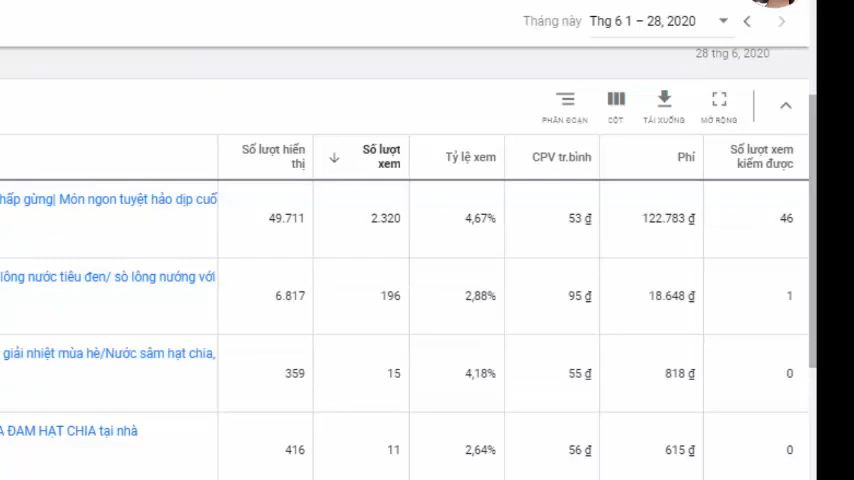 Tháng này Thg 6 1 – 28, 2020
28 thg 6, 2020
PHÂN ĐOẠN CỘT TẢI XUỐNG MỞ RỘNG
Số lượt hiển thị Số lượt xem Tỷ lệ xem CPV tr.bình Phí Số lượt xem kiếm được
hấp gừng| Món ngon tuyệt hảo dịp cuố
49.711 2.320 4,67% 53 ₫ 122.783 ₫ 46
lông nước tiêu đen/ sò lông nướng với
6.817 196 2,88% 95 ₫ 18.648 ₫ 1
giải nhiệt mùa hè/Nước sâm hạt chia,
359 15 4,18% 55 ₫ 818 ₫ 0
A ĐAM HẠT CHIA tại nhà
416 11 2,64% 56 ₫ 615 ₫ 0